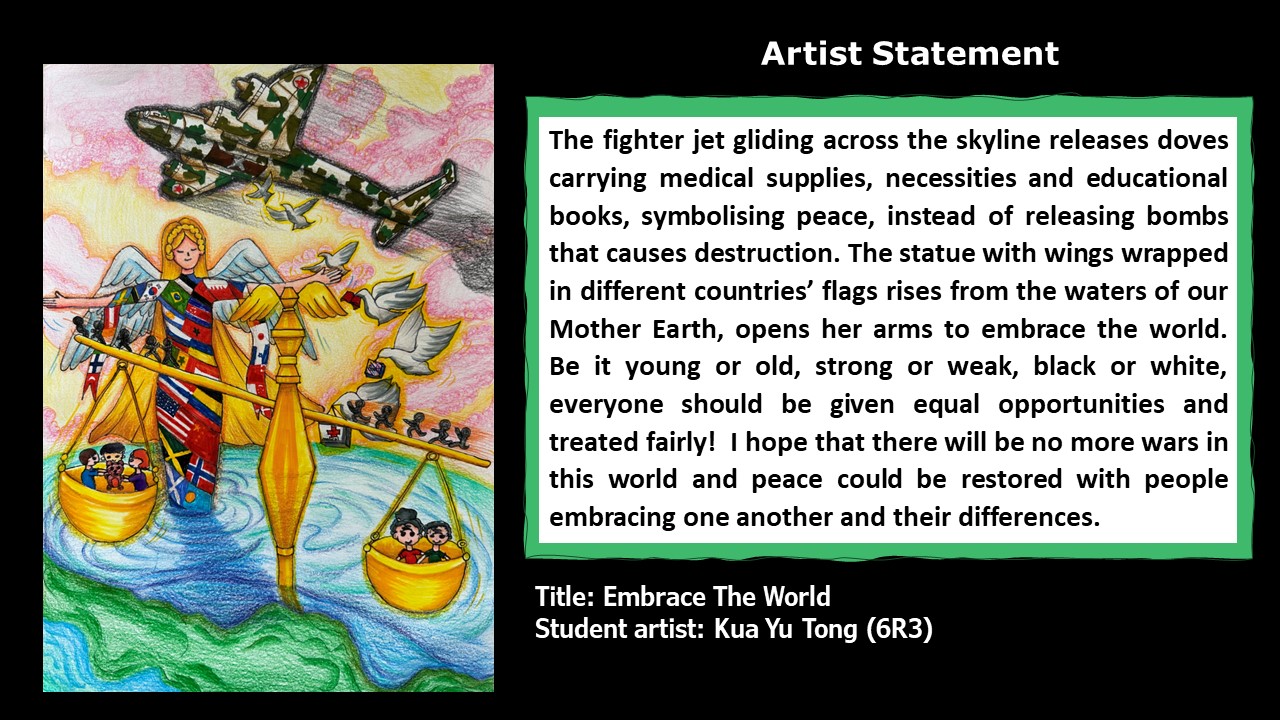 Artist Statement
The fighter jet gliding across the skyline releases doves
carrying medical supplies, necessities and educational
books, symbolising peace, instead of releasing bombs
that causes destruction. The statue with wings wrapped
in different countries’ flags rises from the waters of our
Mother Earth, opens her arms to embrace the world.
Be it young or old, strong or weak, black or white,
everyone should be given equal opportunities and
treated fairly!  I hope that there will be no more wars in
this world and peace could be restored with people
embracing one another and their differences.
Title: Embrace The World
Student artist: Kua Yu Tong (6R3)